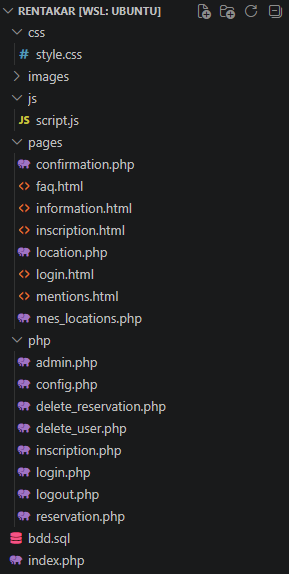 RENTAKAR [WSL: UBUNTU]
css
# style.css
images
js
JS script.js
pages
confirmation.php
<> faq.html
<> information.html
<> inscription.html
location.php
<> login.html
<> mentions.html
mes_locations.php
php
admin.php
config.php
delete_reservation.php
delete_user.php
inscription.php
login.php
logout.php
reservation.php
bdd.sql
index.php